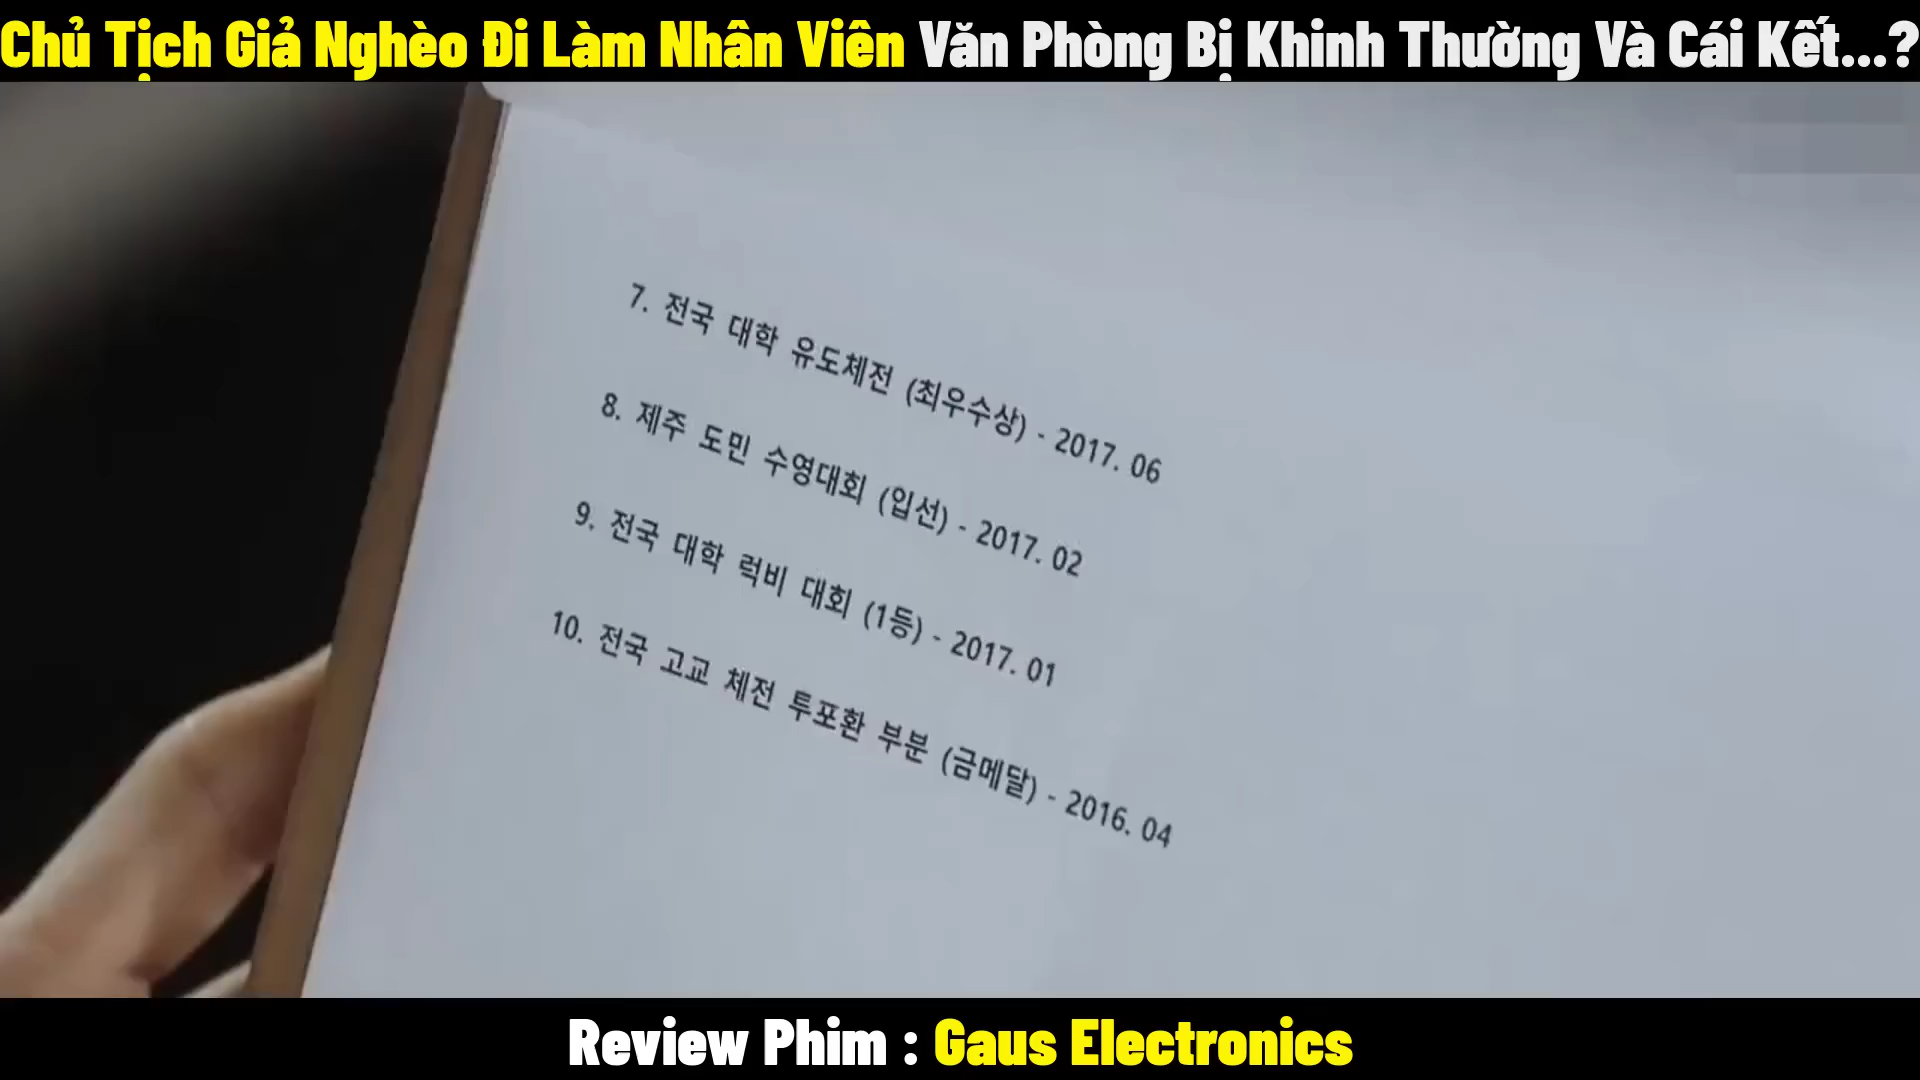 Chủ Tịch Giả Nghèo Đi Làm Nhân Viên Văn Phòng Bị Khinh Thường Và Cái Kết...?
7. 전국 대학 유도체전 (최우수상) - 2017. 06
8. 제주 도민 수영대회 (입선) - 2017. 02
9. 전국 대학 럭비 대회 (1등) - 2017. 01
10. 전국 고교 체전 투포환 부분 (금메달) - 2016. 04
Review Phim : Gaus Electronics